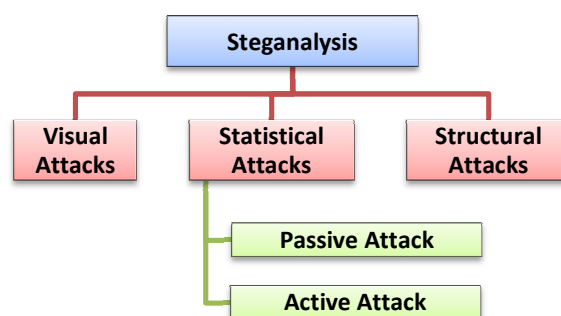 Steganalysis
Visual
Attacks
Statistical
Attacks
Structural
Attacks
Passive Attack
Active Attack